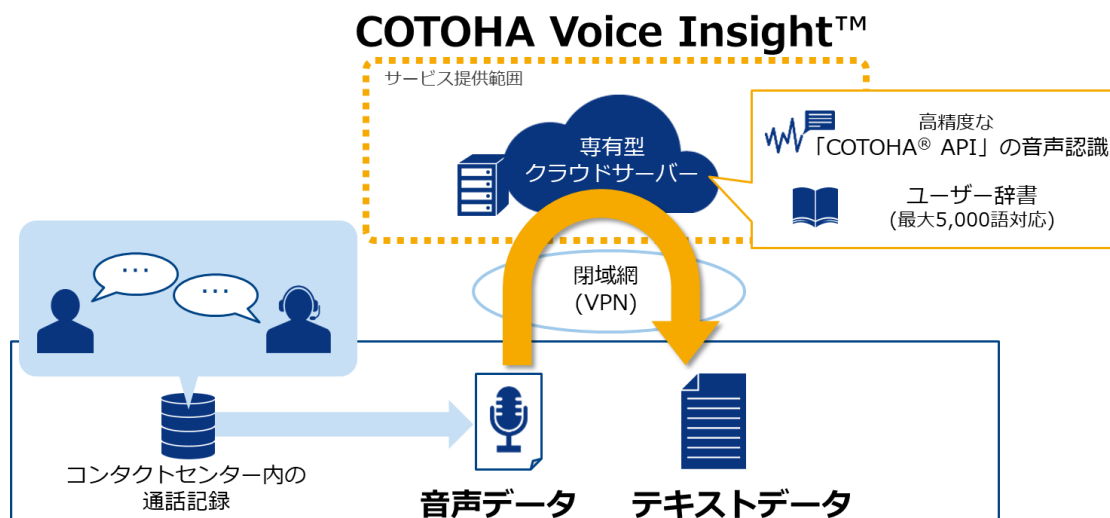 COTOHA Voice Insight™
サービス提供範囲
専有型
クラウドサーバー
高精度な
「COTOHA® API」の音声認識
ユーザー辞書
(最大5,000語対応)
閉域網
(VPN)
...
...
コンタクトセンター内の
通話記録
音声データ
テキストデータ